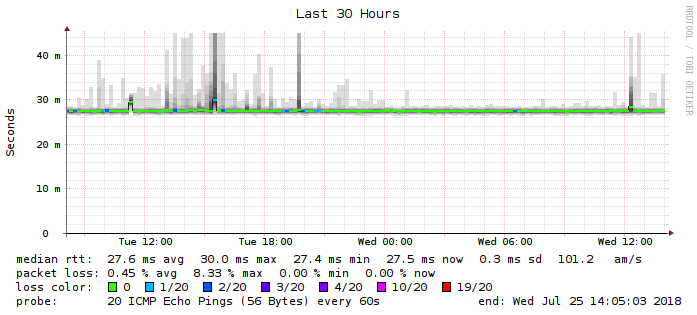 Last 30 Hours
RRDTOOL / TOBI OETIKER
Seconds
40 m
30 m
20 m
10 m
0
Tue 12:00 Tue 18:00 Wed 00:00 Wed 06:00 Wed 12:00
median rtt: 27.6 ms avg 30.0 ms max 27.4 ms min 27.5 ms now 0.3 ms sd 101.2 am/s
packet loss: 0.45 % avg 8.33 % max 0.00 % min 0.00 % now
loss color: 0 1/20 2/20 3/20 4/20 10/20 19/20
probe: 20 ICMP Echo Pings (56 Bytes) every 60s end: Wed Jul 25 14:05:03 2018